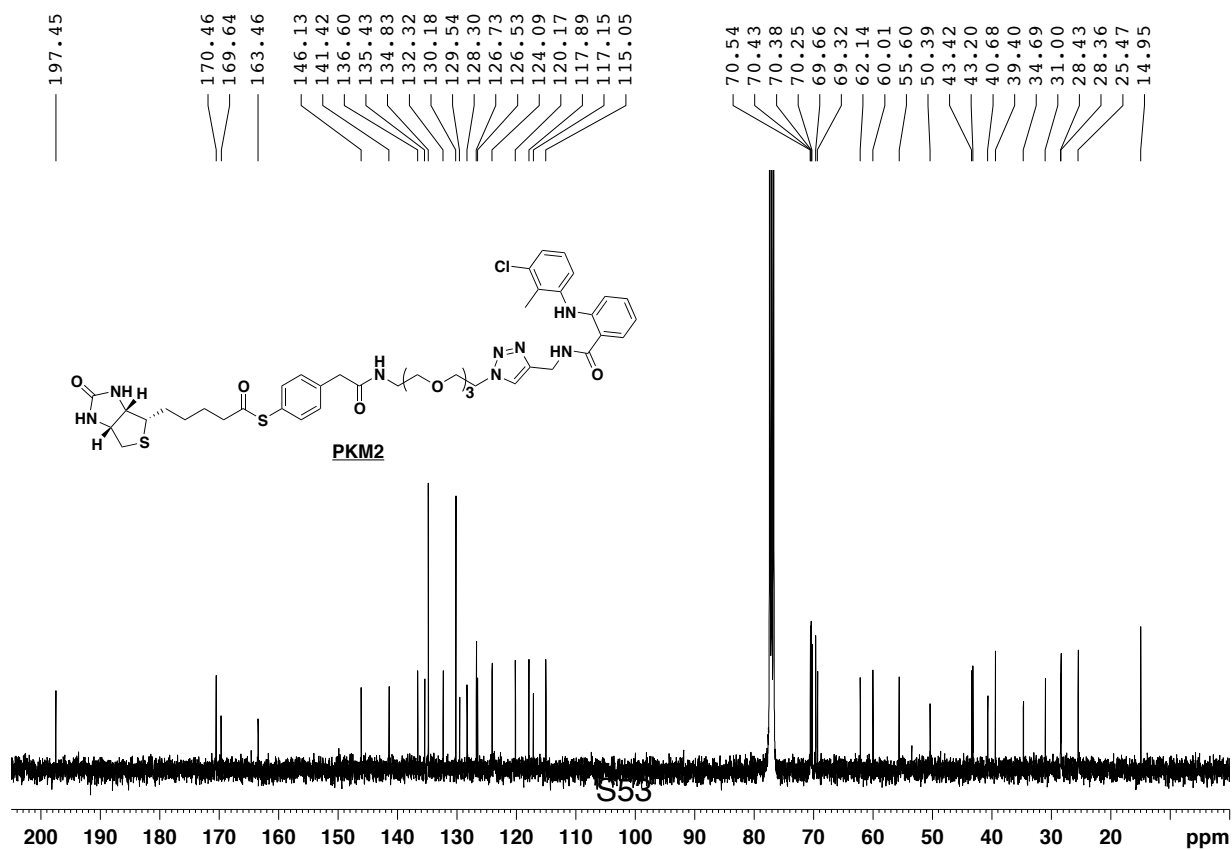 197.45 170.46 169.64 163.46 146.13 141.42 136.60 135.43 134.83 132.32 130.18 129.54 128.30 126.73 126.53 124.09 120.17 117.89 117.15 115.05 70.54 70.43 70.38 70.25 69.66 69.32 62.14 60.01 55.60 50.39 43.42 43.20 40.68 39.40 34.69 31.00 28.43 28.36 25.47 14.95
Cl
HN
N N
HN
H
N
O
N
3
O
O
O
O
NH H
HN
S
H
S
PKM2
S53
200 190 180 170 160 150 140 130 120 110 100 90 80 70 60 50 40 30 20 ppm